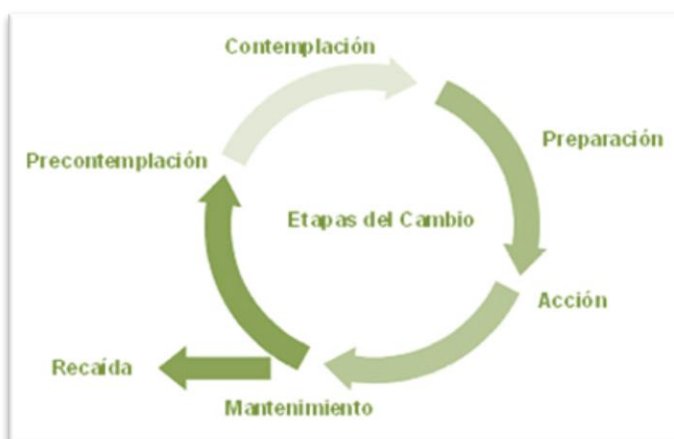 Contemplación
Preparación
Precontemplación
Etapas del Cambio
Acción
Recaída
Mantenimiento